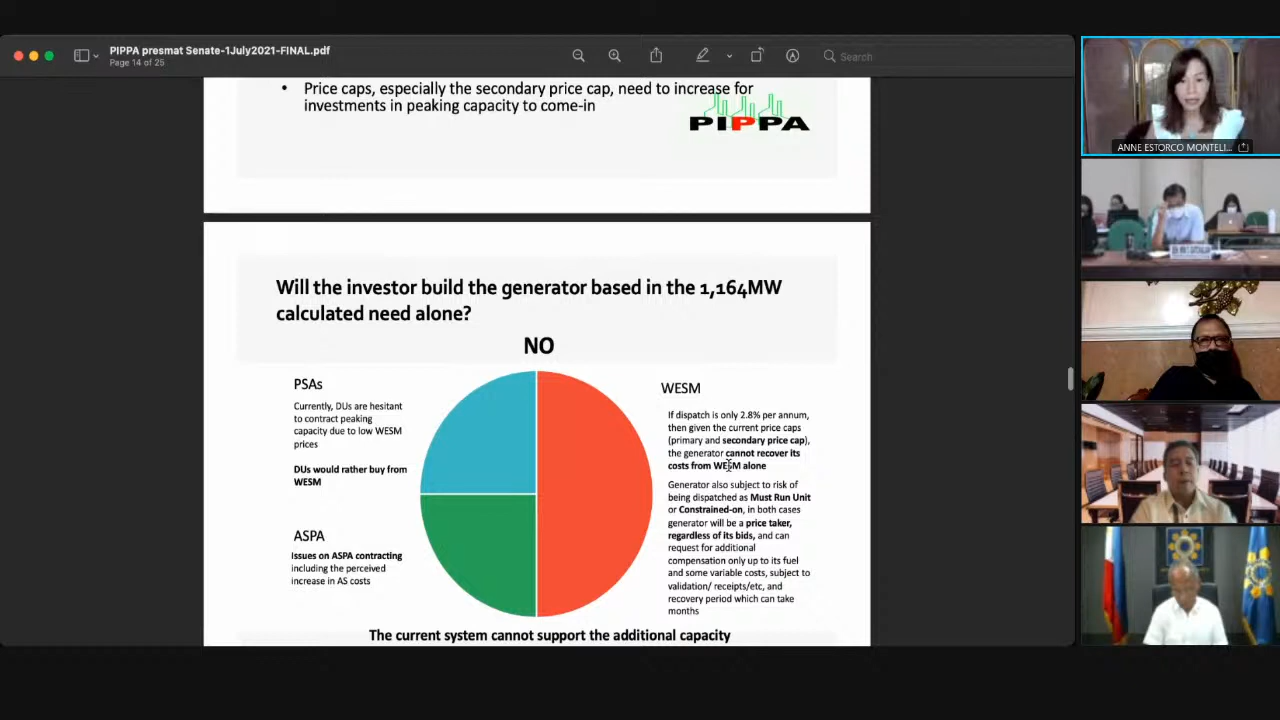 PIPPA presmat Senate-1July2021-FINAL.pdf
Page 14 of 25
Search
• Price caps, especially the secondary price cap, need to increase for
investments in peaking capacity to come-in
PIPPA
Will the investor build the generator based in the 1,164MW
calculated need alone?
NO
PSAs
Currently, DUs are hesitant
to contract peaking
capacity due to low WESM
prices
DUs would rather buy from
WESM
ASPA
Issues on ASPA contracting
including the perceived
increase in AS costs
WESM
If dispatch is only 2.8% per annum,
then given the current price caps
(primary and secondary price cap),
the generator cannot recover its
costs from WESM alone
Generator also subject to risk of
being dispatched as Must Run Unit
or Constrained-on, in both cases
generator will be a price taker,
regardless of its bids, and can
request for additional
compensation only up to its fuel
and some variable costs, subject to
validation/ receipts/etc, and
recovery period which can take
months
The current system cannot support the additional capacity
ANNE ESTORCO MONTELI...